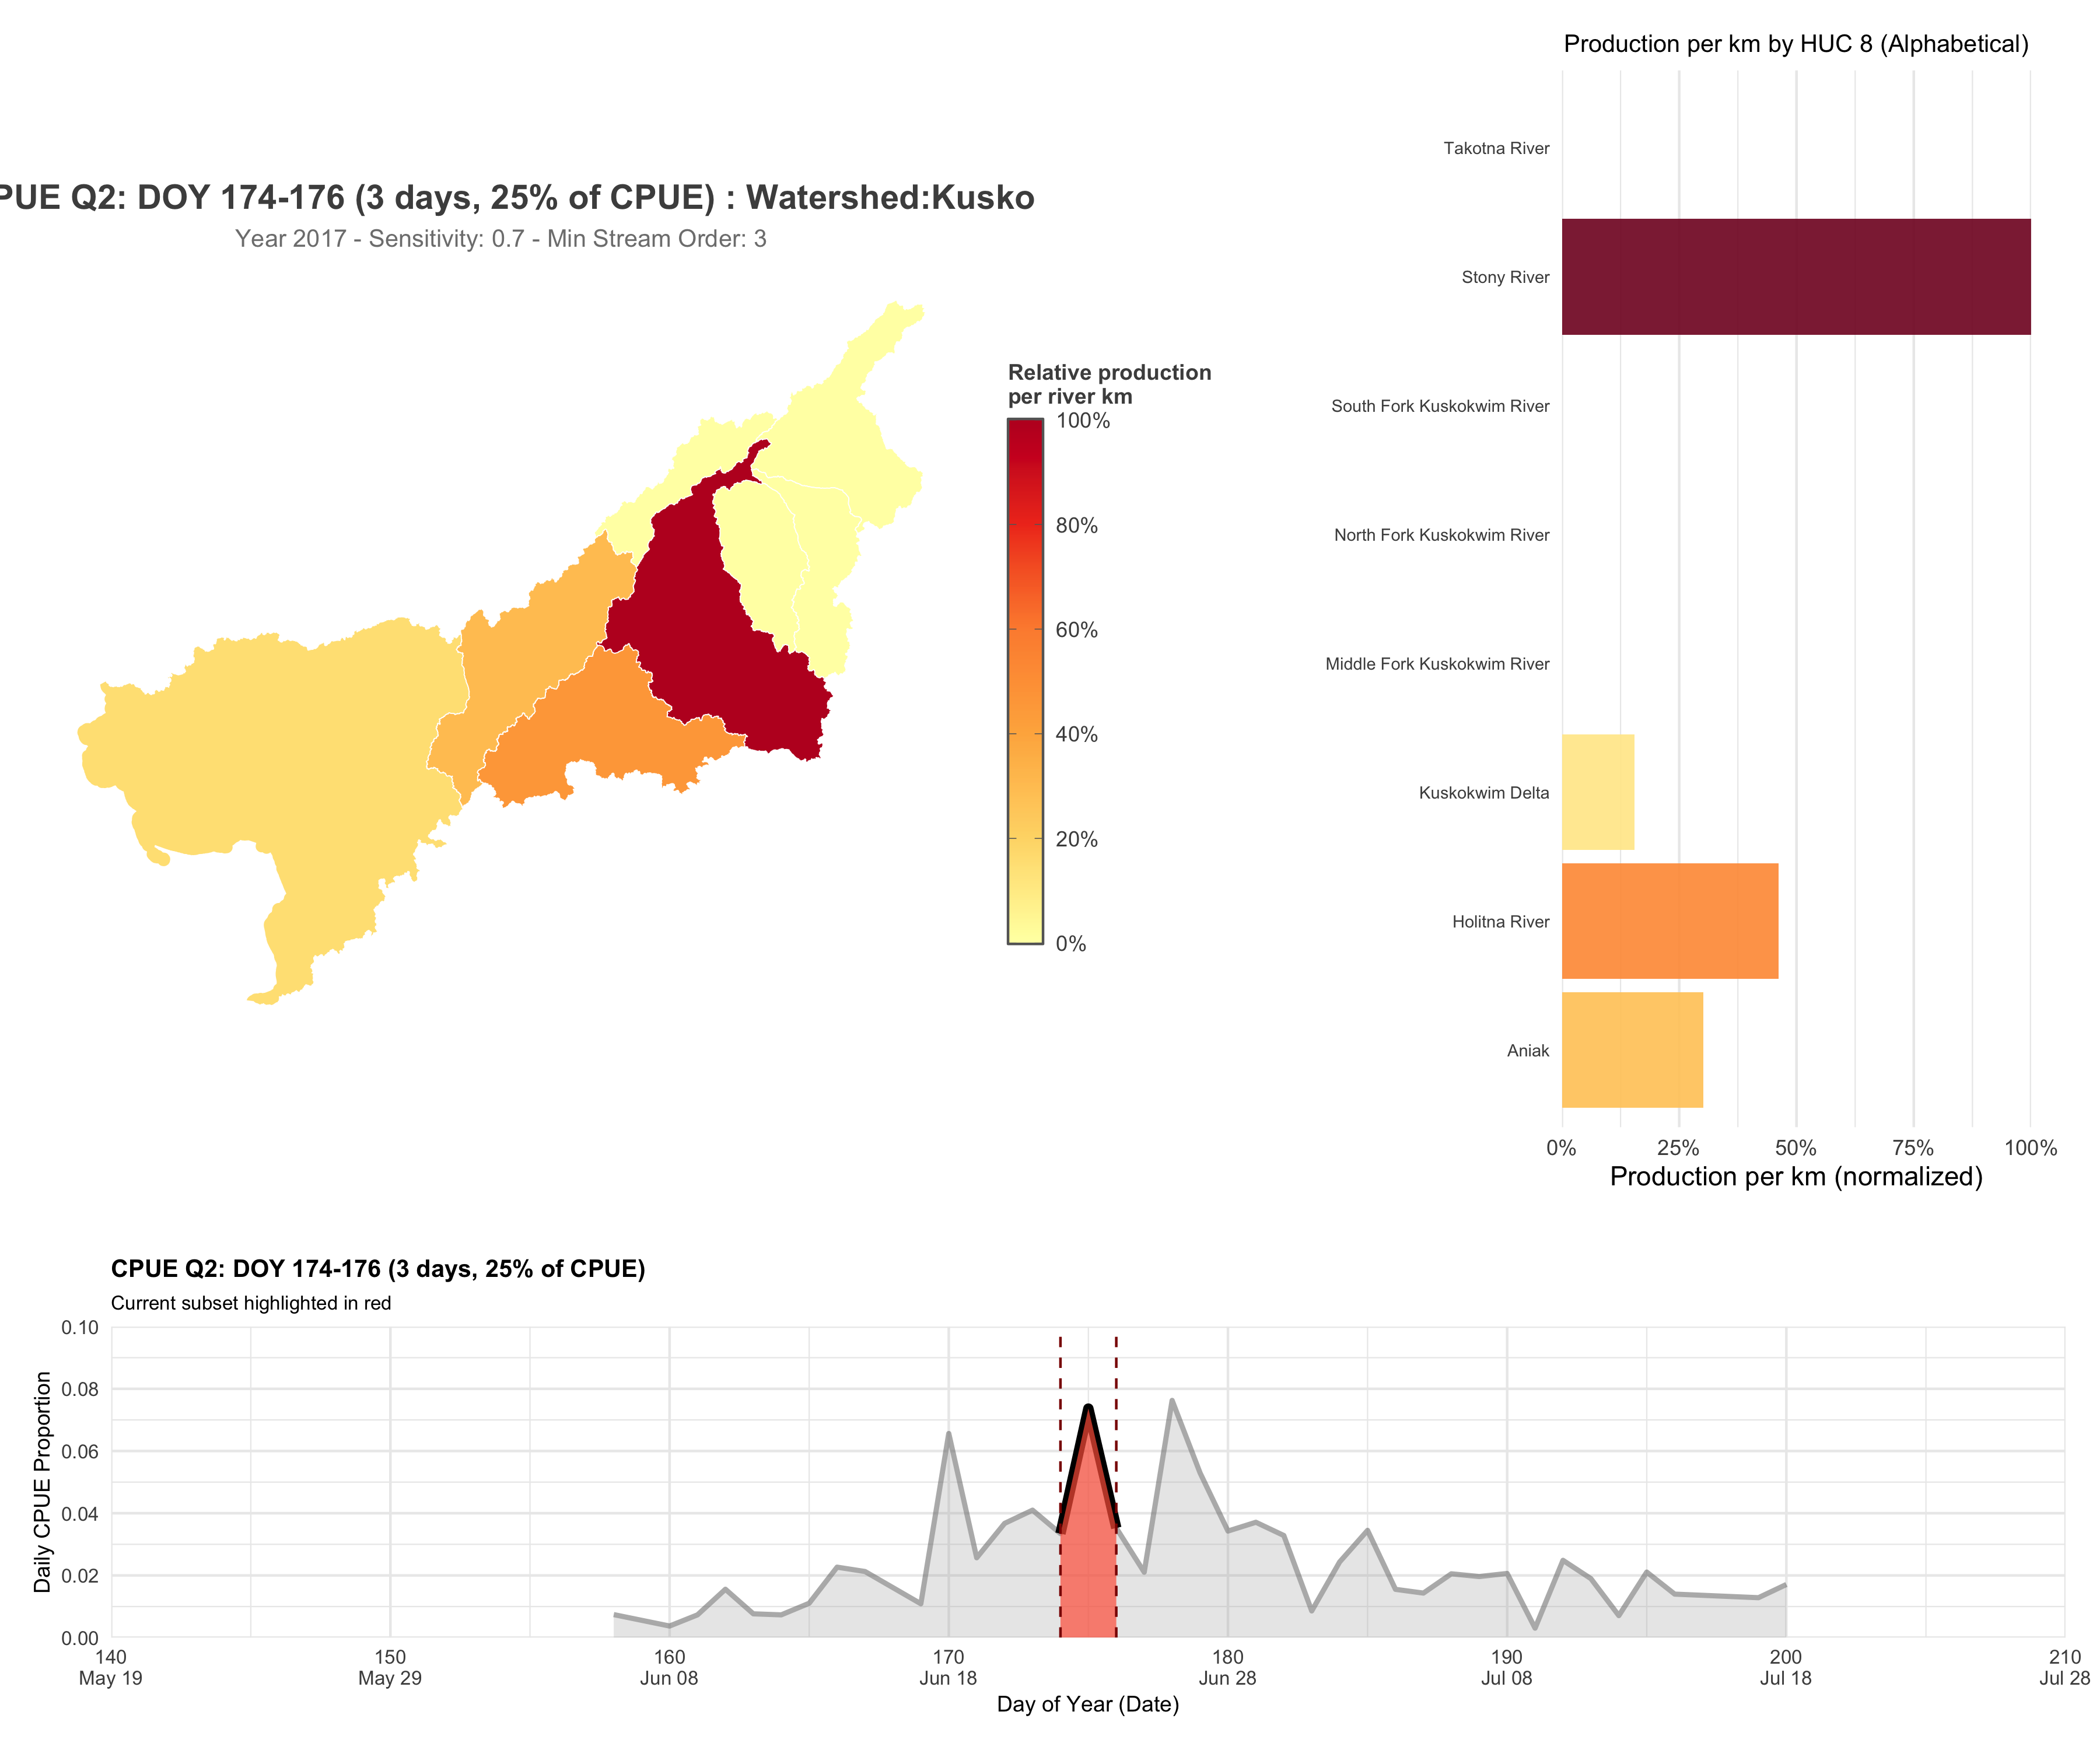 PUE Q2: DOY 174-176 (3 days, 25% of CPUE) : Watershed:Kusko
Year 2017 - Sensitivity: 0.7 - Min Stream Order: 3
Relative production
per river km
100%
80%
60%
40%
20%
0%
Production per km by HUC 8 (Alphabetical)
Takotna River
Stony River
South Fork Kuskokwim River
North Fork Kuskokwim River
Middle Fork Kuskokwim River
Kuskokwim Delta
Holitna River
Aniak
0% 25% 50% 75% 100%
Production per km (normalized)
CPUE Q2: DOY 174-176 (3 days, 25% of CPUE)
Current subset highlighted in red
Daily CPUE Proportion
0.10
0.08
0.06
0.04
0.02
0.00
140 150 160 170 180 190 200 210
May 19 May 29 Jun 08 Jun 18 Jun 28 Jul 08 Jul 18 Jul 28
Day of Year (Date)